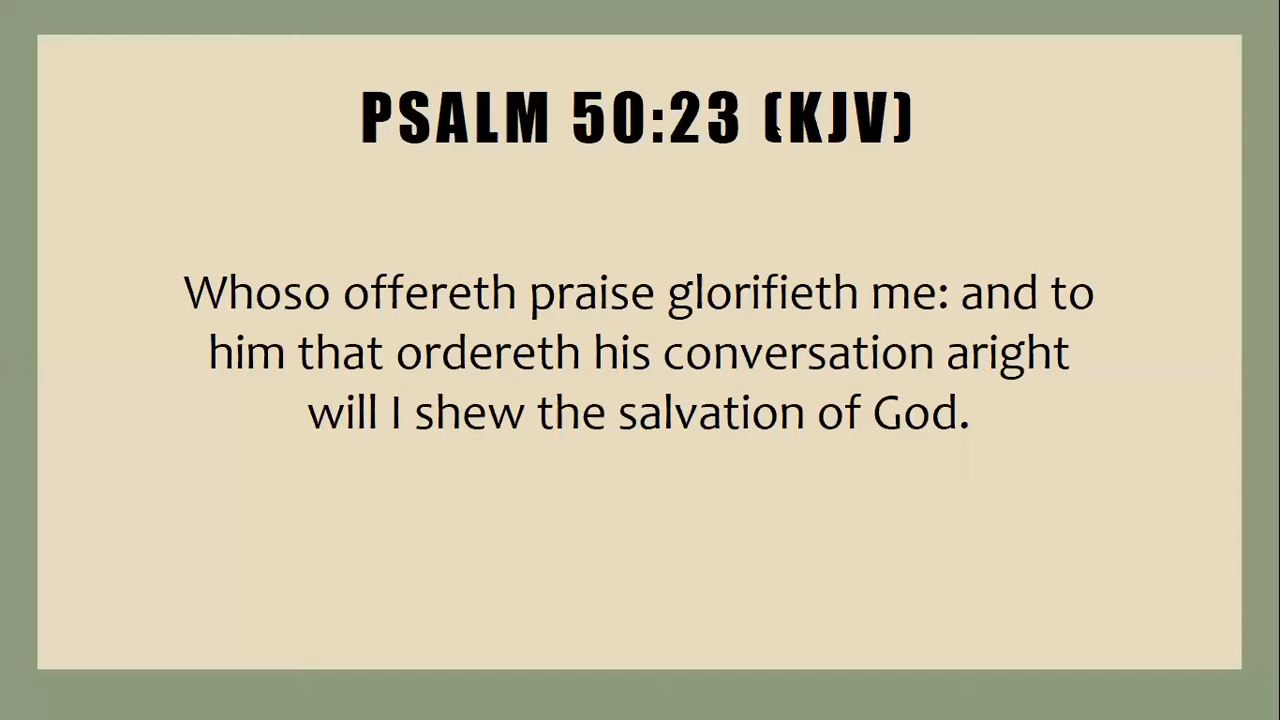 PSALM 50:23 (KJV)
Whoso offereth praise glorifieth me: and to
him that ordereth his conversation aright
will I shew the salvation of God.